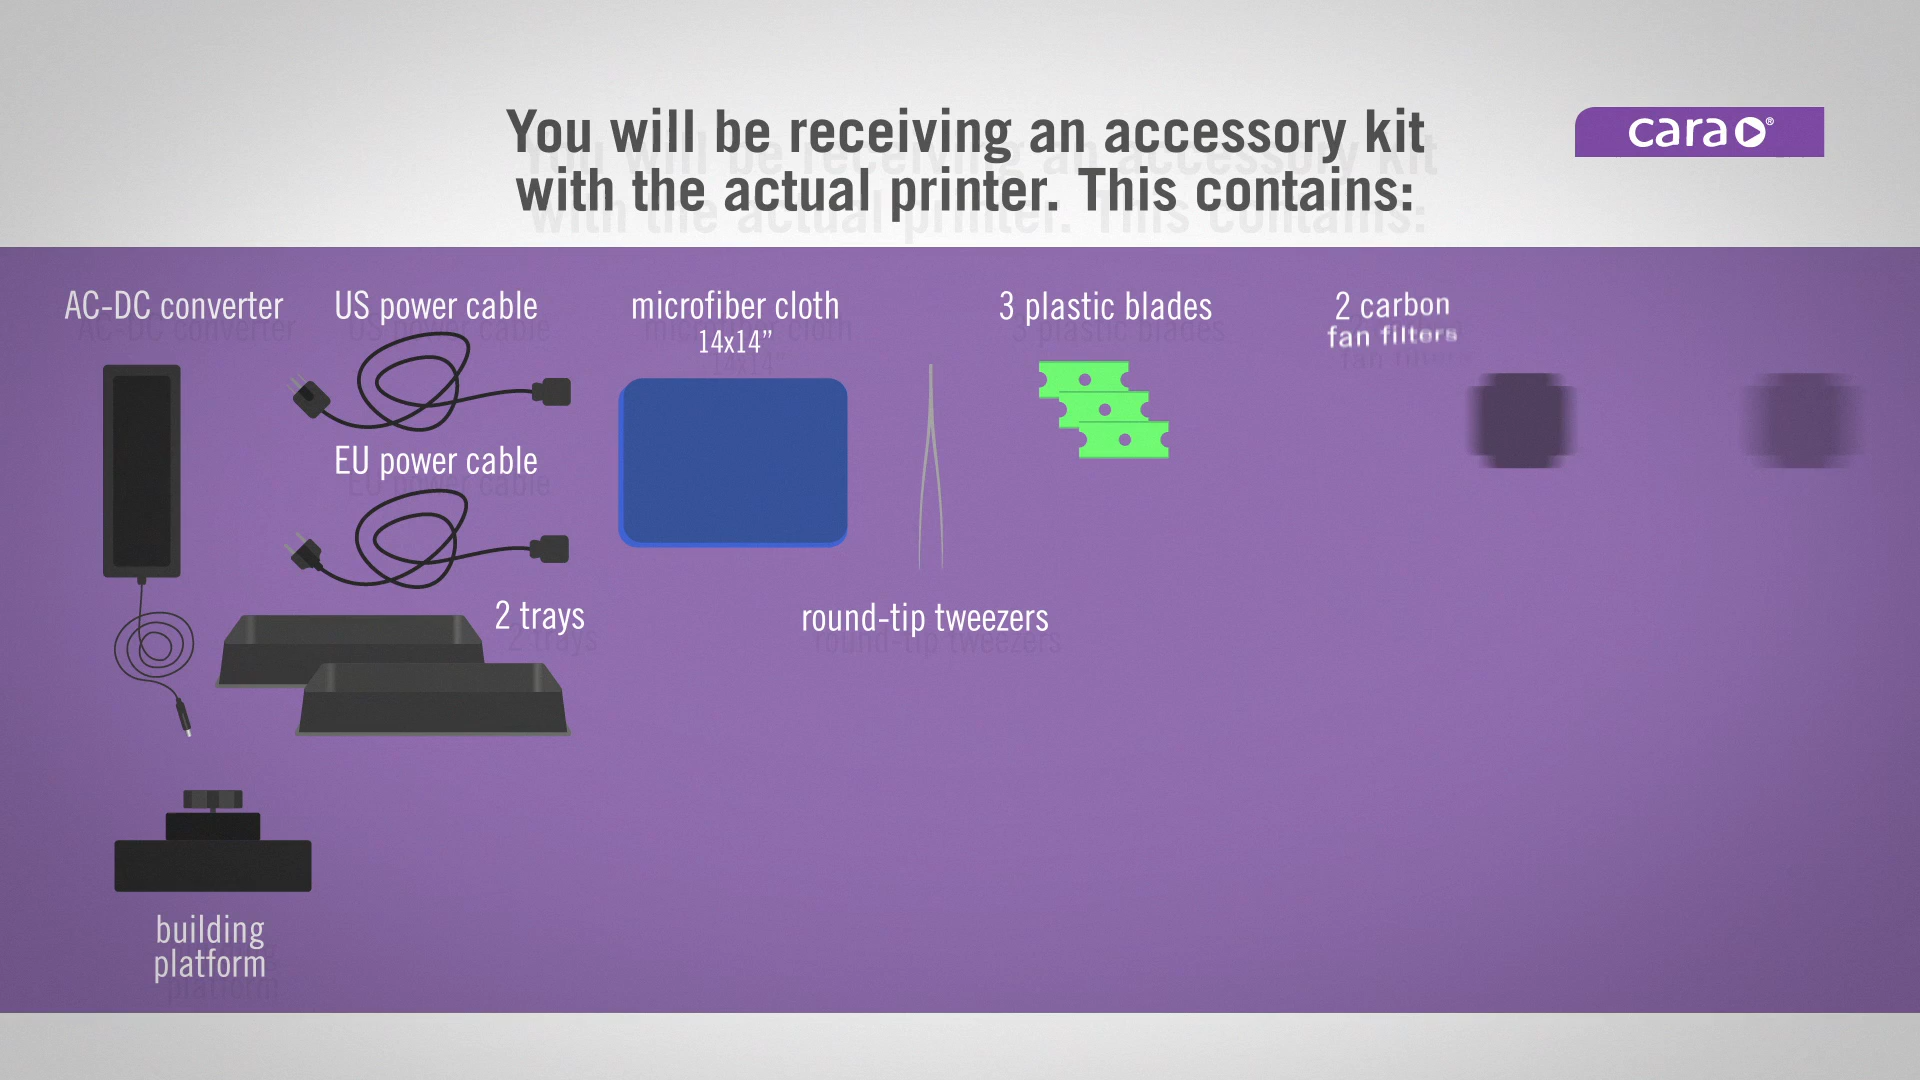 You will be receiving an accessory kit
with the actual printer. This contains:
cara®
AC-DC converter
US power cable
microfiber cloth
14x14”
3 plastic blades
2 carbon
fan filters
EU power cable
2 trays
round-tip tweezers
building
platform